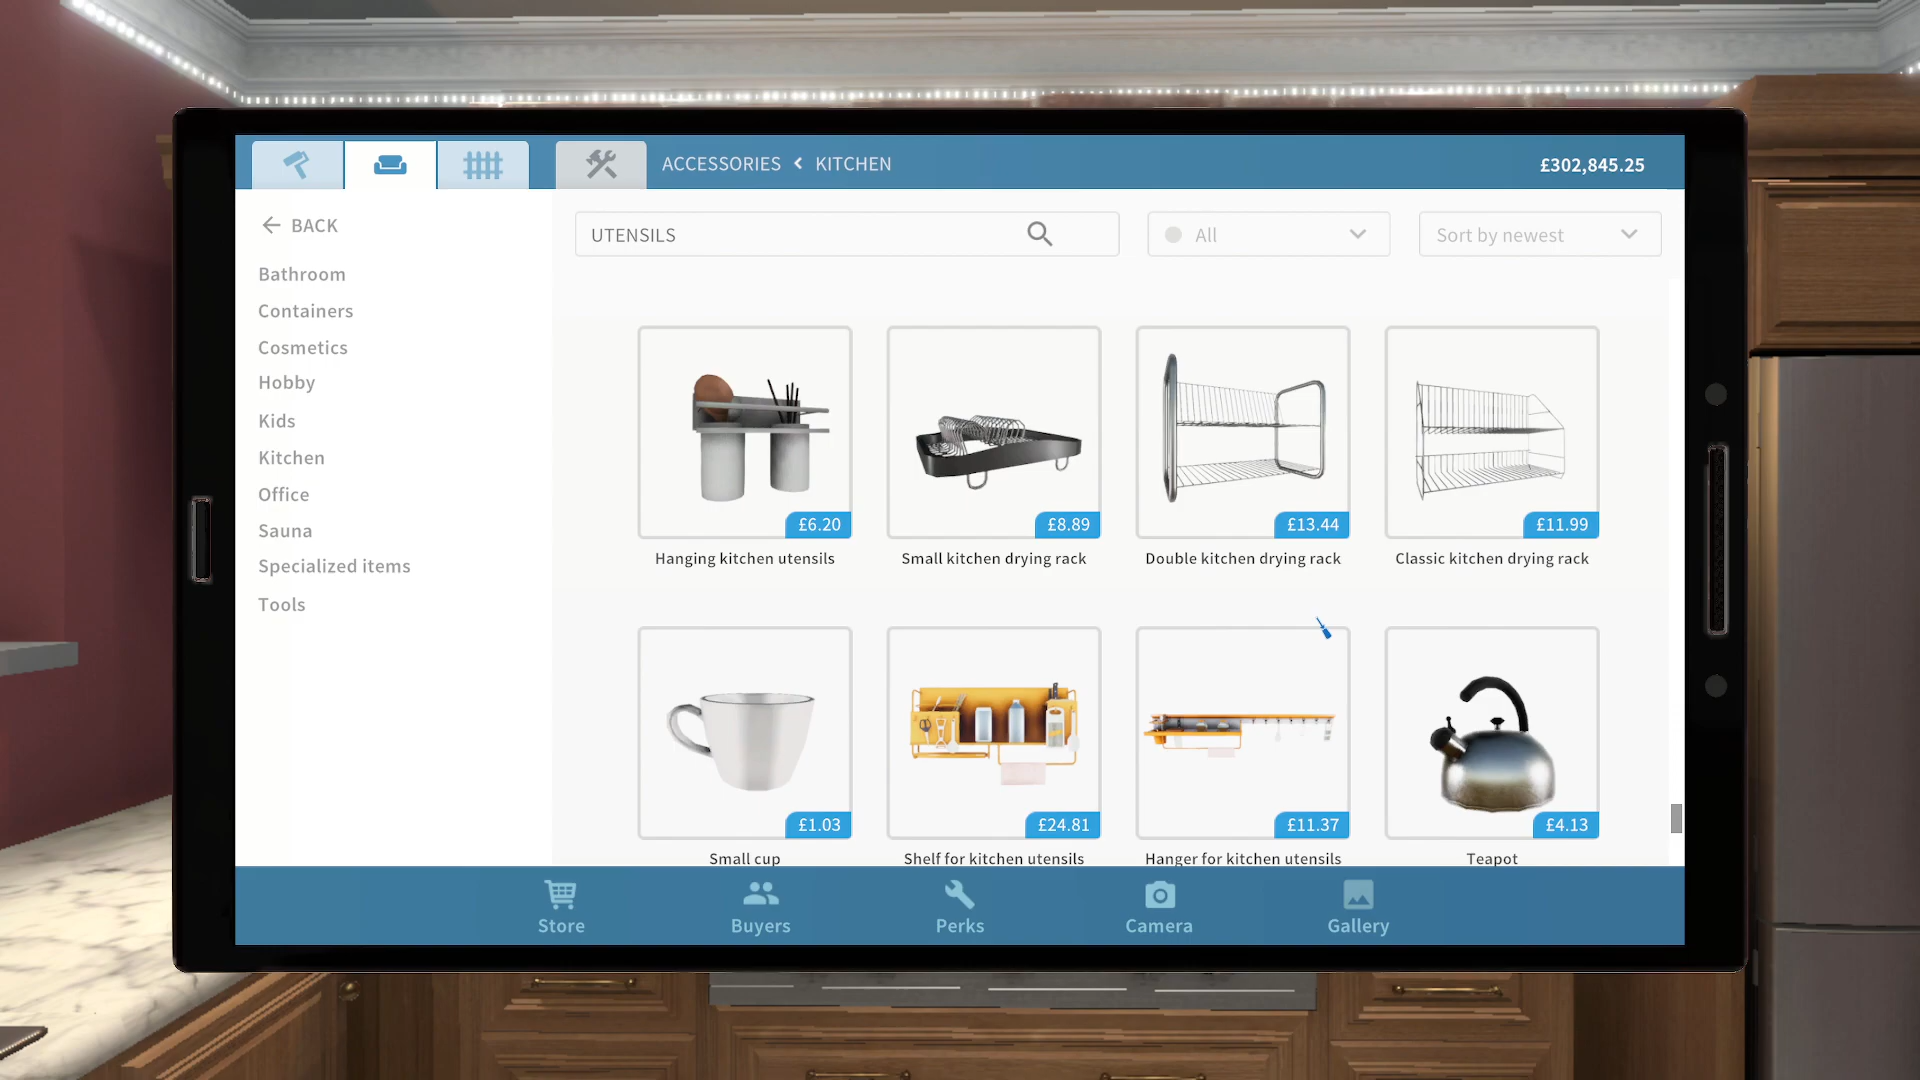 ACCESSORIES < KITCHEN
£302,845.25
BACK
Bathroom
Containers
Cosmetics
Hobby
Kids
Kitchen
Office
Sauna
Specialized items
Tools
UTENSILS
All
Sort by newest
£6.20
£8.89
£13.44
£11.99
Hanging kitchen utensils
Small kitchen drying rack
Double kitchen drying rack
Classic kitchen drying rack
£1.03
£24.81
£11.37
£4.13
Small cup
Shelf for kitchen utensils
Hanger for kitchen utensils
Teapot
Store
Buyers
Perks
Camera
Gallery